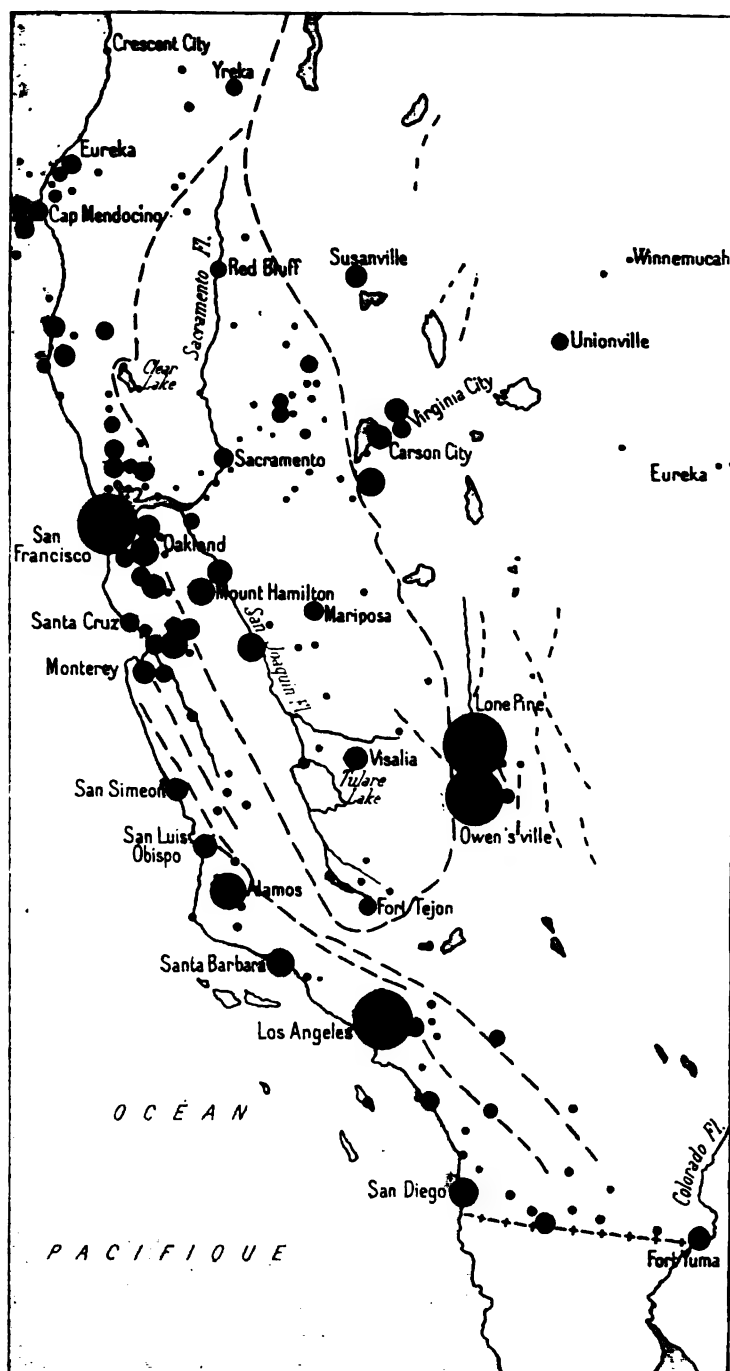 Crescent City
Yreka
Eureka
Cap Mendocino
Red Bluff
Sacramento Fl.
Susanville
Winnemucah
Unionville
Clear
Lake
Virginia City
Carson City
Sacramento
Eureka
San
Francisco
Oakland
Mount Hamilton
Mariposa
Santa Cruz
San Joaquin Fl.
Monterey
Lone Pine
Visalia
Tulare
Lake
San Simeon
Owen'sville
San Luis
Obispo
Alamos
Fort Tejon
Santa Barbara
Los Angeles
OCÉAN
Colorado Fl.
San Diego
PACIFIQUE
Fort Yuma